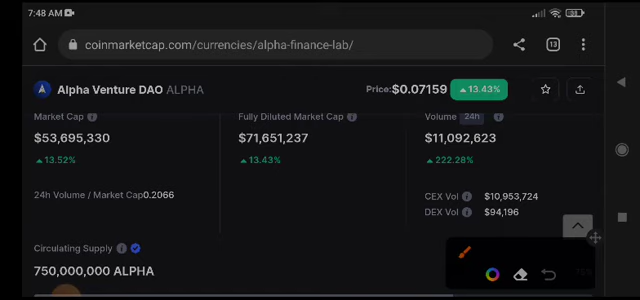 7:48 AM
coinmarketcap.com/currencies/alpha-finance-lab/
13
Alpha Venture DAO ALPHA
Price:$0.07159
13.43%
Market Cap
Fully Diluted Market Cap
Volume 24h
$53,695,330
$71,651,237
$11,092,623
13.52%
13.43%
222.28%
24h Volume / Market Cap0.2066
CEX Vol $10,953,724
DEX Vol $94,196
Circulating Supply
750,000,000 ALPHA